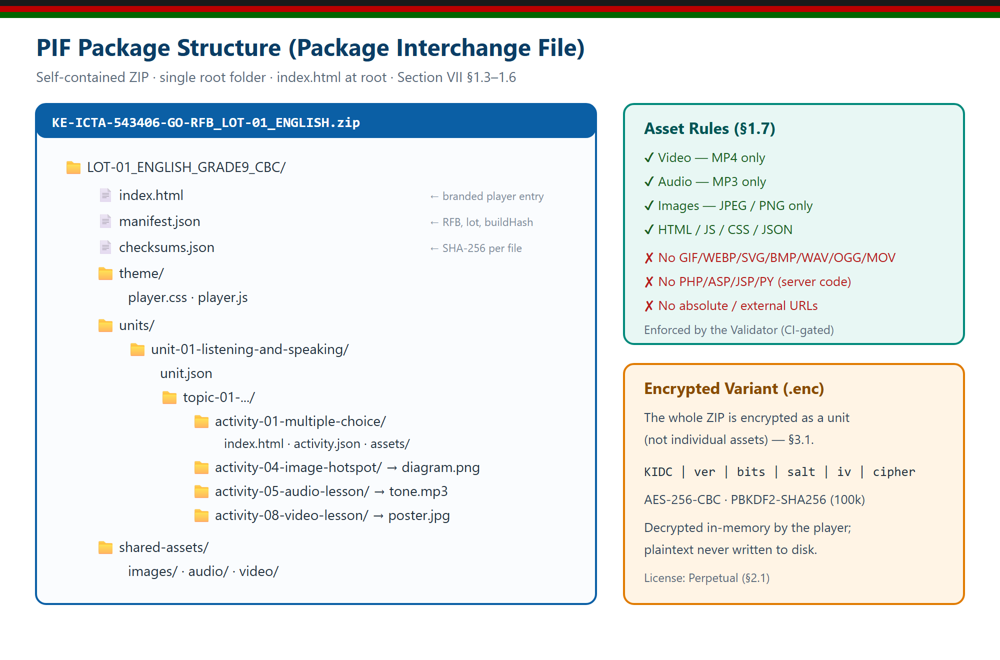 PIF Package Structure (Package Interchange File)
Self-contained ZIP · single root folder · index.html at root · Section VII §1.3–1.6
KE-ICTA-543406-GO-RFB_LOT-01_ENGLISH.zip
LOT-01_ENGLISH_GRADE9_CBC/
index.html ← branded player entry
manifest.json ← RFB, lot, buildHash
checksums.json ← SHA-256 per file
theme/
player.css · player.js
units/
unit-01-listening-and-speaking/
unit.json
topic-01-.../
activity-01-multiple-choice/
index.html · activity.json · assets/
activity-04-image-hotspot/ → diagram.png
activity-05-audio-lesson/ → tone.mp3
activity-08-video-lesson/ → poster.jpg
shared-assets/
images/ · audio/ · video/
Asset Rules (§1.7)
✓ Video — MP4 only
✓ Audio — MP3 only
✓ Images — JPEG / PNG only
✓ HTML / JS / CSS / JSON
✗ No GIF/WEBP/SVG/BMP/WAV/OGG/MOV
✗ No PHP/ASP/JSP/PY (server code)
✗ No absolute / external URLs
Enforced by the Validator (CI-gated)
Encrypted Variant (.enc)
The whole ZIP is encrypted as a unit
(not individual assets) — §3.1.
KIDC | ver | bits | salt | iv | cipher
AES-256-CBC · PBKDF2-SHA256 (100k)
Decrypted in-memory by the player;
plaintext never written to disk.
License: Perpetual (§2.1)